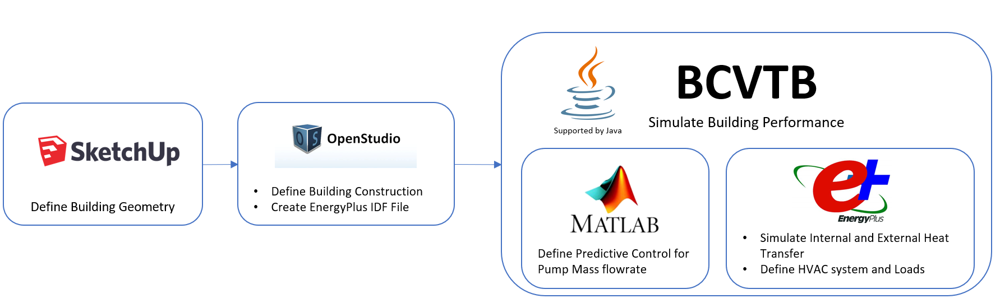 SketchUp
Define Building Geometry
OS OpenStudio
• Define Building Construction
• Create EnergyPlus IDF File
BCVTB
Supported by Java
Simulate Building Performance
MATLAB
Define Predictive Control for
Pump Mass flowrate
e+
EnergyPlus
• Simulate Internal and External Heat
Transfer
• Define HVAC system and Loads